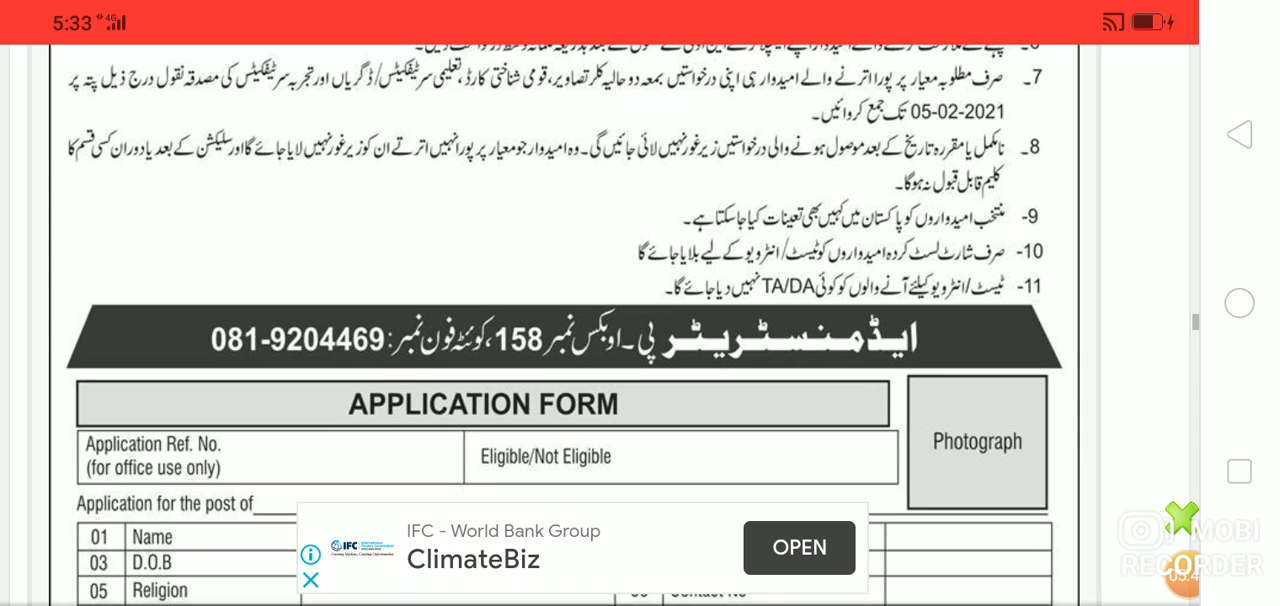 5:33 4G
7۔ صرف مطلوبہ معیار پر پورا اترنے والے امیدوار ہی اپنی درخواستیں بمعہ دو حالیہ کلر تصاویر، قومی شناختی کارڈ، تعلیمی سرٹیفکیٹس/ڈگریاں اور تجربہ سرٹیفکیٹس کی مصدقہ نقول درج ذیل پتہ پر
05-02-2021 تک جمع کروائیں۔
8۔ نامکمل یا مقررہ تاریخ کے بعد موصول ہونے والی درخواستیں زیر غور نہیں لائی جائیں گی۔ وہ امیدوار جو معیار پر پورا نہیں اترتے ان کو زیر غور نہیں لایا جائے گا اور سلیکشن کے بعد یا دوران کسی قسم کا
کلیم قابل قبول نہ ہوگا۔
9- منتخب امیدواروں کو پاکستان میں کہیں بھی تعینات کیا جا سکتا ہے۔
10- صرف شارٹ لسٹ کردہ امیدواروں کو ٹیسٹ/انٹرویو کے لیے بلایا جائے گا
11- ٹیسٹ/انٹرویو کیلئے آنے والوں کو کوئی TA/DA نہیں دیا جائے گا۔
ایڈمنسٹریٹر پی۔او بکس نمبر 158، کوئٹہ فون نمبر: 081-9204469
APPLICATION FORM
Photograph
Application Ref. No.
(for office use only)
Eligible/Not Eligible
Application for the post of
01 Name
03 D.O.B
05 Religion
IFC - World Bank Group
ClimateBiz
OPEN
IFC
MOBI
RECORDER